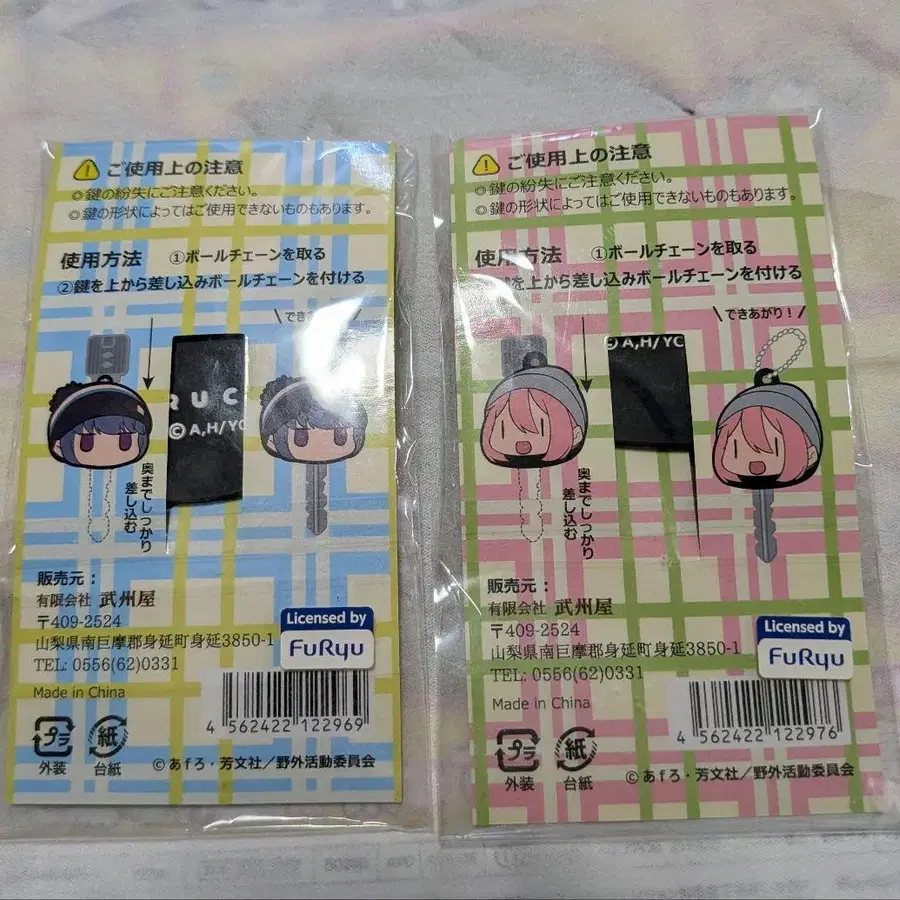 ご使用上の注意
◎鍵の紛失にご注意ください。
◎鍵の形状によってはご使用できないものもあります。
使用方法 ①ボールチェーンを取る
②鍵を上から差し込みボールチェーンを付ける
\でき
RUC
©A,H/YC
奥までしっかり
差し込む
販売元：
有限会社 武州屋
〒409-2524
山梨県南巨摩郡身延町身延3850-1
TEL: 0556(62)0331
Licensed by
FuRyu
Made in China
4 562422 122969
プラ
外装
紙
台紙
©あfろ・芳文社／野外活動委員会
ご使用上の注意
◎鍵の紛失にご注意ください。
◎鍵の形状によってはご使用できないものもあります。
使用方法 ①ボールチェーンを取る
を上から差し込みボールチェーンを付ける
\できあがり！/
©A,H/YC
奥までしっかり
差し込む
販売元：
有限会社 武州屋
〒409-2524
山梨県南巨摩郡身延町身延3850-1
TEL: 0556(62)0331
Licensed by
FuRyu
Made in China
4 562422 122976
プラ
外装
紙
台紙
©あfろ・芳文社／野外活動委員会